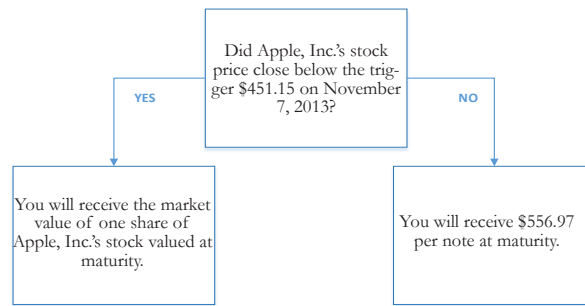 Did Apple, Inc.'s stock
price close below the trig-
ger $451.15 on November
7, 2013?
YES
NO
You will receive the market
value of one share of
Apple, Inc.'s stock valued at
maturity.
You will receive $556.97
per note at maturity.